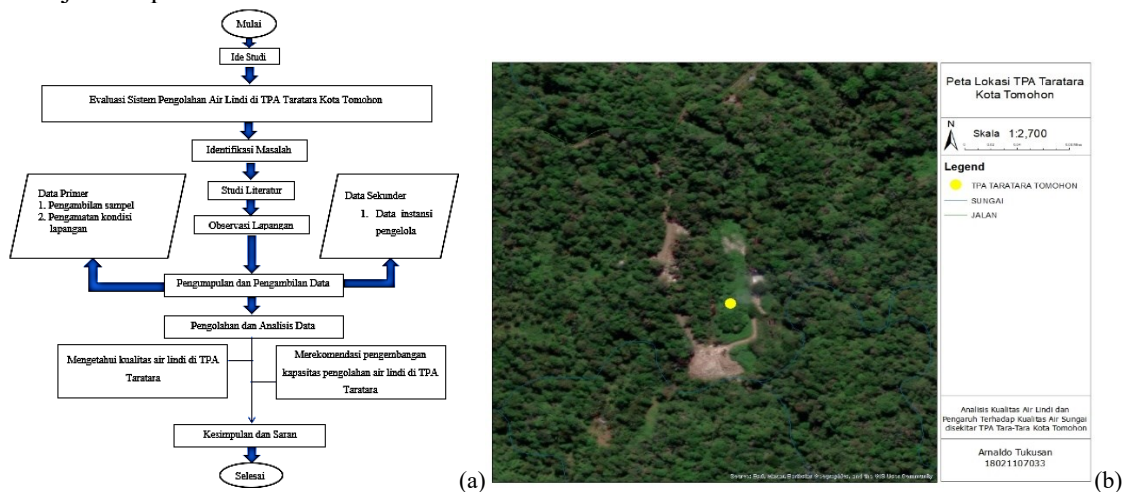 Mulai
Ide Studi
Evaluasi Sistem Pengolahan Air Lindi di TPA Taratara Kota Tomohon
Identifikasi Masalah
Studi Literatur
Observasi Lapangan
Data Primer
1. Pengambilan sampel
2. Pengamatan kondisi
lapangan
Data Sekunder
1. Data instansi
pengelola
Pengumpulan dan Pengambilan Data
Pengolahan dan Analisis Data
Mengetahui kualitas air lindi di TPA
Taratara
Merekomendasi pengembangan
kapasitas pengolahan air lindi di TPA
Taratara
Kesimpulan dan Saran
Selesai
(a)
Peta Lokasi TPA Taratara
Kota Tomohon
N
Skala 1:2,700
Legend
TPA TARATARA TOMOHON
SUNGAI
JALAN
Analisis Kualitas Air Lindi dan
Pengaruh Terhadap Kualitas Air Sungai
disekitar TPA Tara-Tara Kota Tomohon
Arnaldo Tukusan
18021107033
(b)